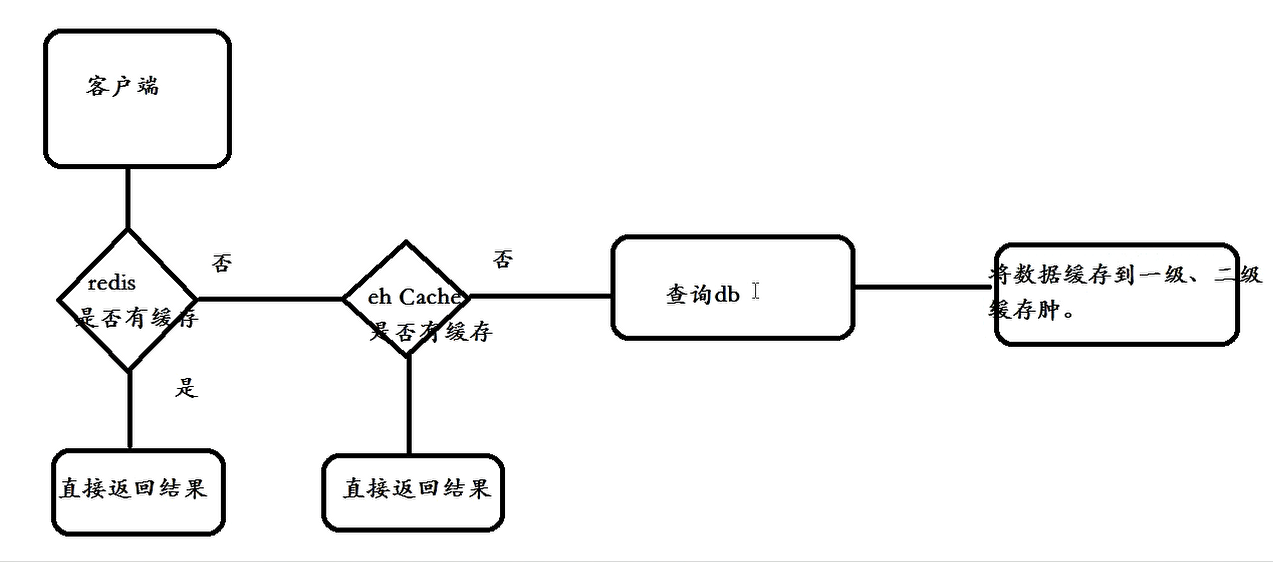 客户端
redis
是否有缓存
否
是
直接返回结果
eh Cache
是否有缓存
否
直接返回结果
查询db
将数据缓存到一级、二级
缓存肿。